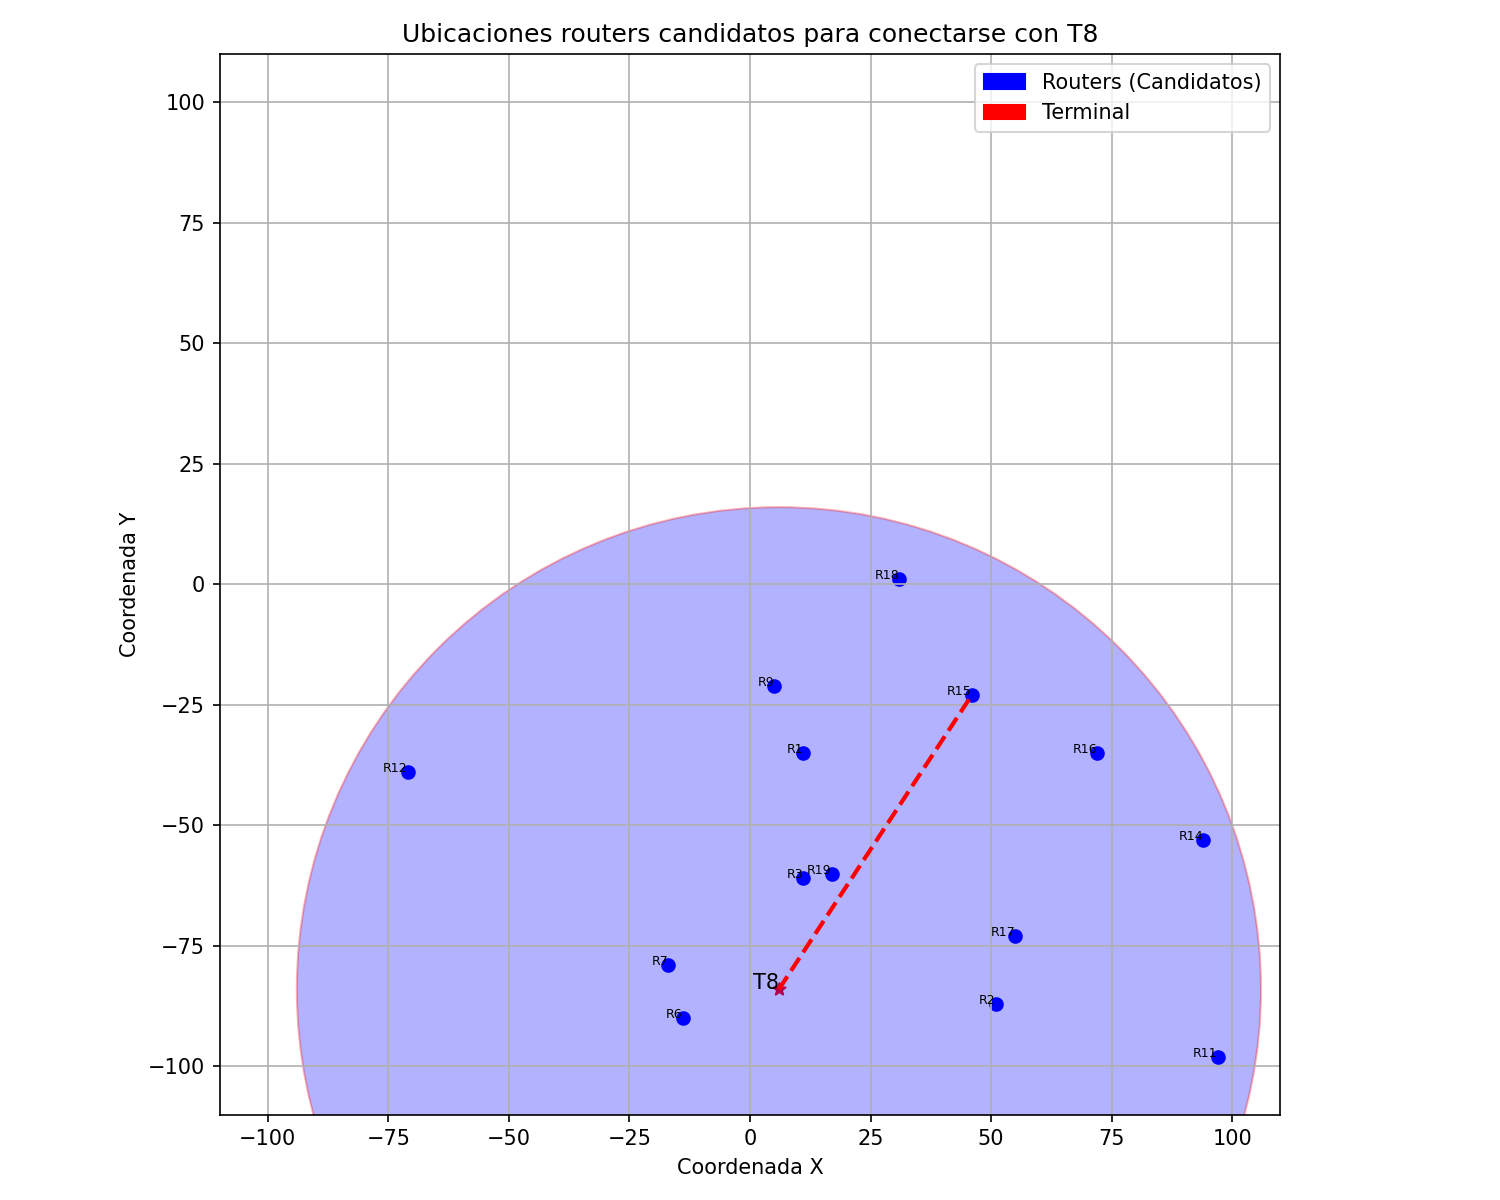 Ubicaciones routers candidatos para conectarse con T8
Routers (Candidatos)
Terminal
100
75
50
25
0
−25
−50
−75
−100
Coordenada Y
R18
R9
R15
R1
R16
R12
R14
R3
R19
R17
R7
T8
R2
R6
R11
−100
−75
−50
−25
0
25
50
75
100
Coordenada X